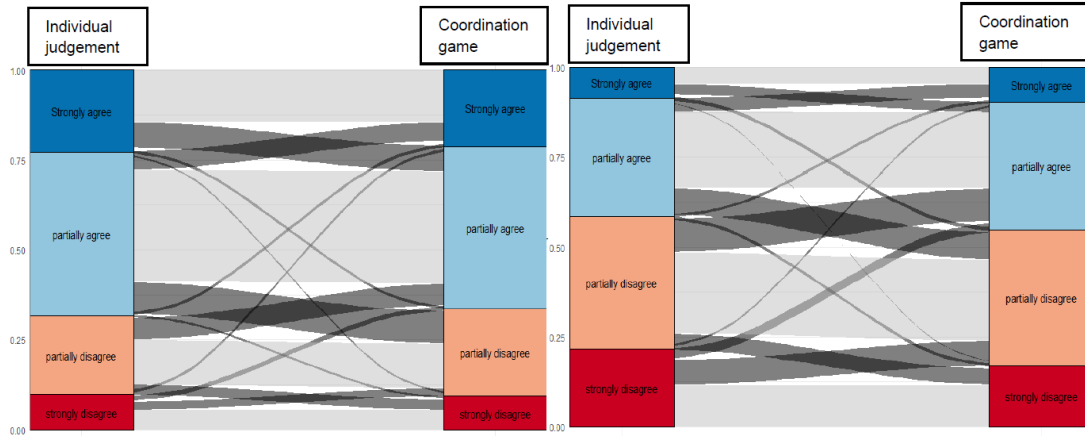 Individual
judgement
Coordination
game
1.00
0.75
0.50
0.25
0.00
Strongly agree
partially agree
partially disagree
strongly disagree
Strongly agree
partially agree
partially disagree
strongly disagree
Individual
judgement
Coordination
game
1.00
0.75
0.50
0.25
0.00
Strongly agree
partially agree
partially disagree
strongly disagree
Strongly agree
partially agree
partially disagree
strongly disagree